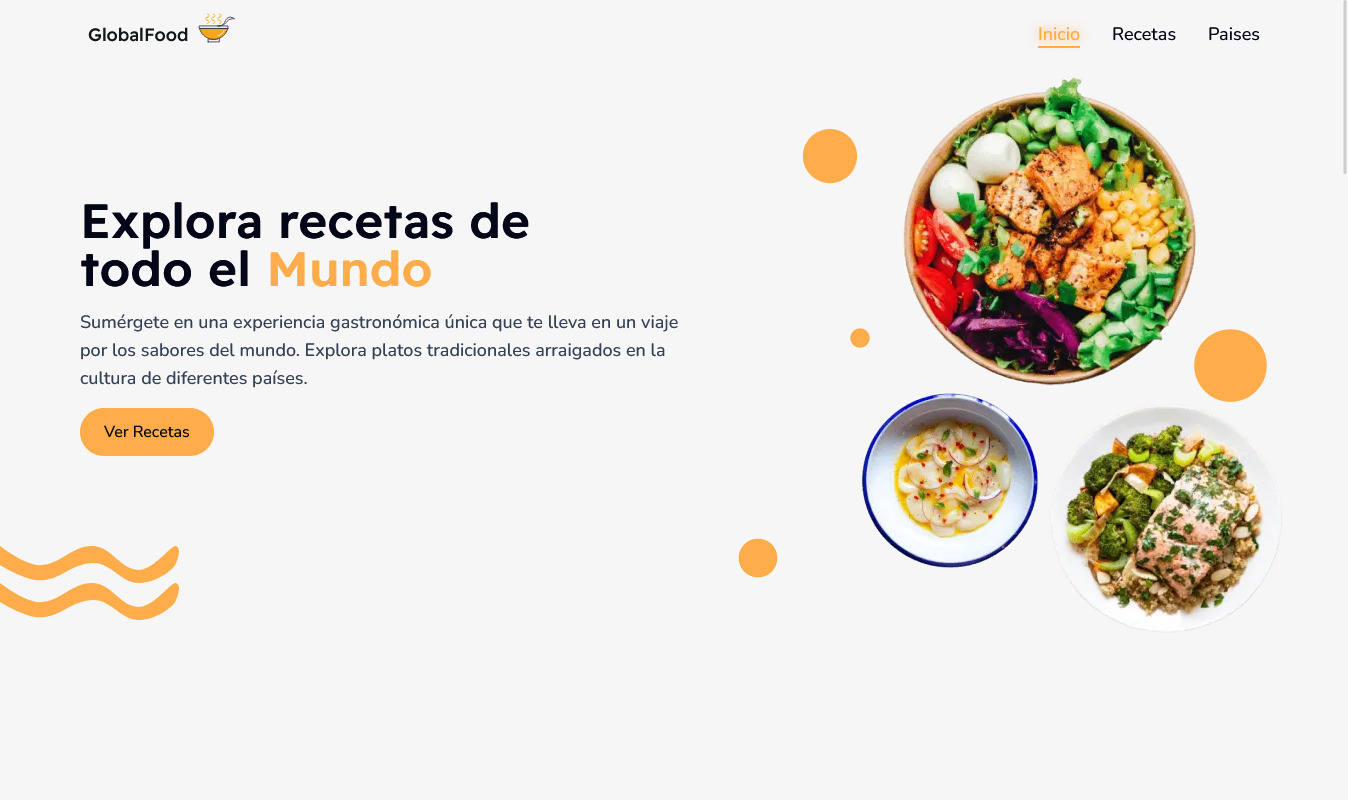 GlobalFood
Inicio
Recetas
Paises
Explora recetas de
todo el Mundo
Sumérgete en una experiencia gastronómica única que te lleva en un viaje
por los sabores del mundo. Explora platos tradicionales arraigados en la
cultura de diferentes países.
Ver Recetas